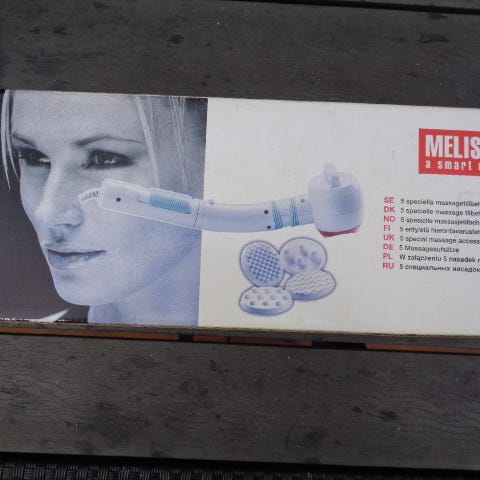 MELIS
a smart
SE 5 speciella massagetillbeh
DK 5 specielle massage tilbeh
NO 5 spesielle massasjetilbeh
FI 5 erityistä hierontavarustet
UK 5 special massage access
DE 5 Massageaufsätze
PL W załączeniu 5 nasadek
RU 5 специальных насадок